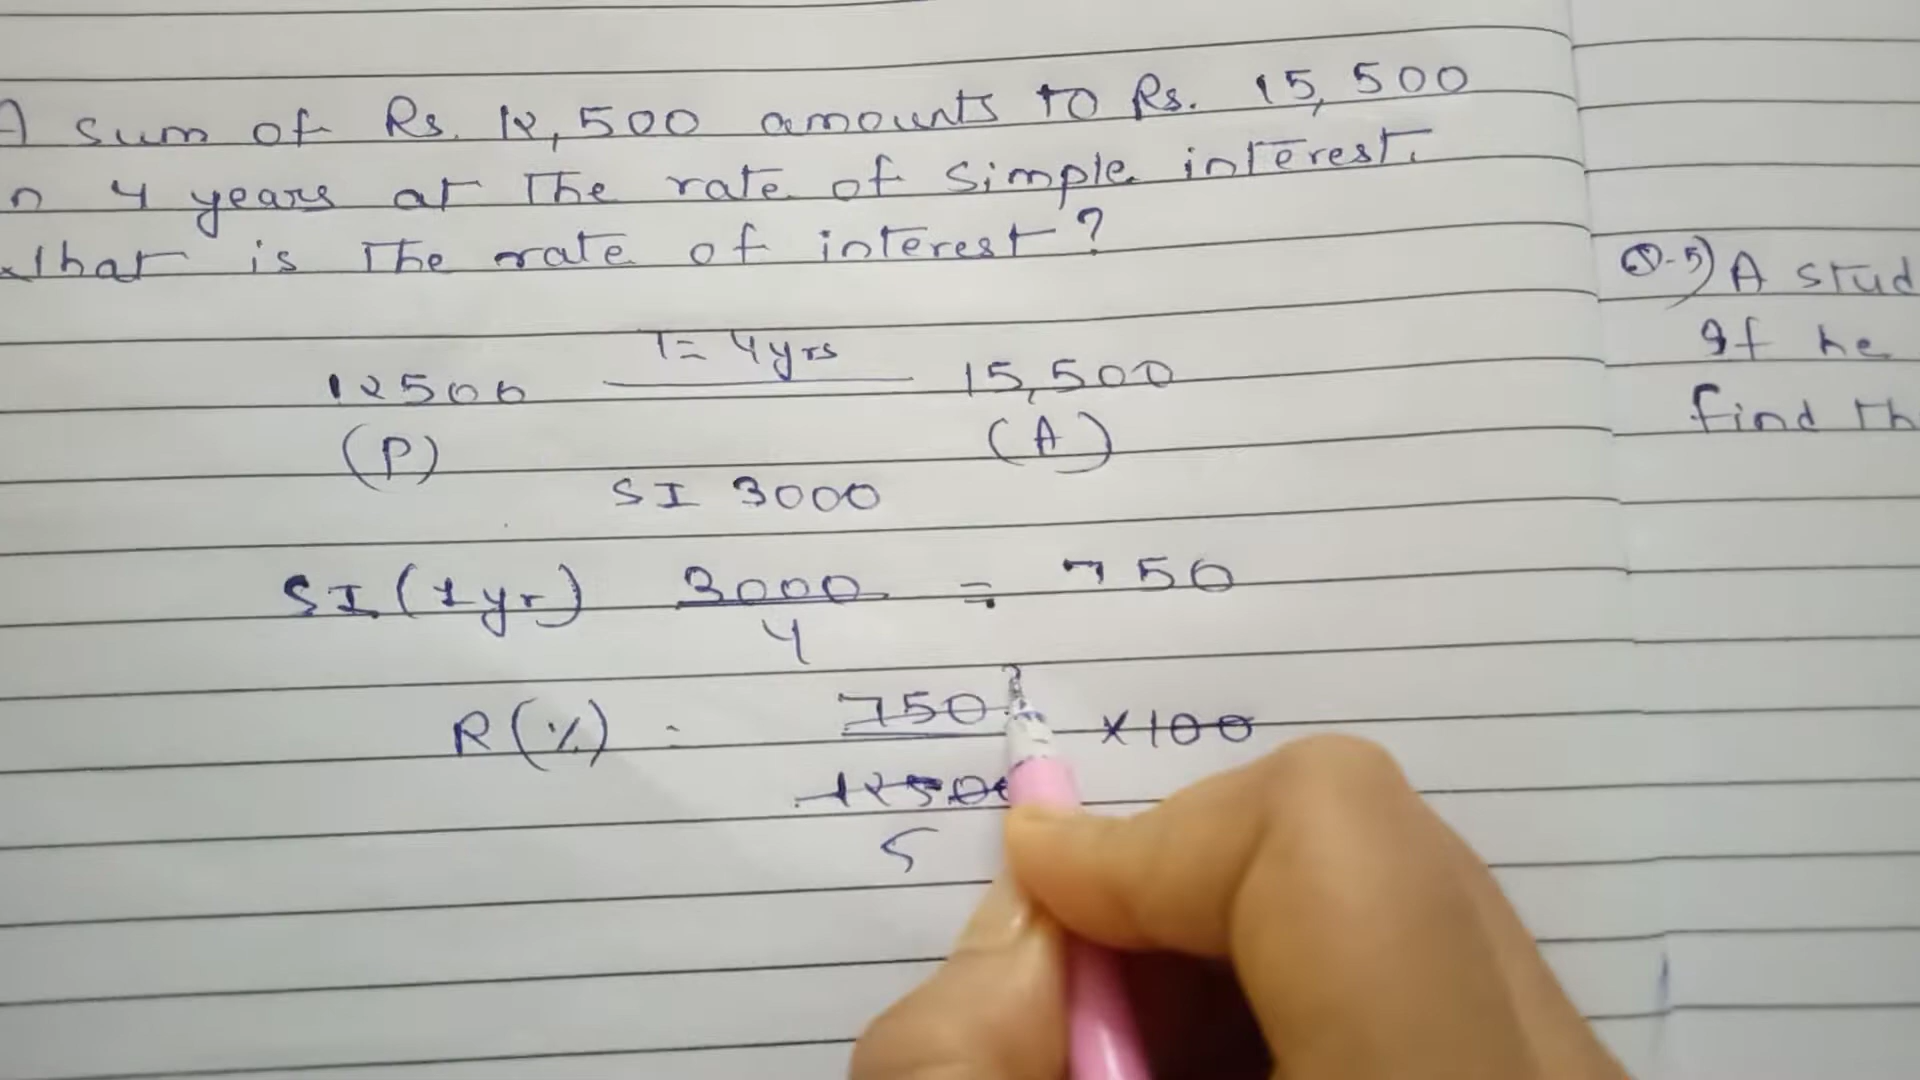 A sum of Rs. 12,500 amounts to Rs. 15,500
n 4 years at the rate of simple interest.
What is the rate of interest?
T= 4yrs
12500 15,500
(P) (A)
SI 3000
SI (1yr) 3000 = 750
4
R(%) = 750 ×100
12500
5
Q-5) A stud
If he
find th